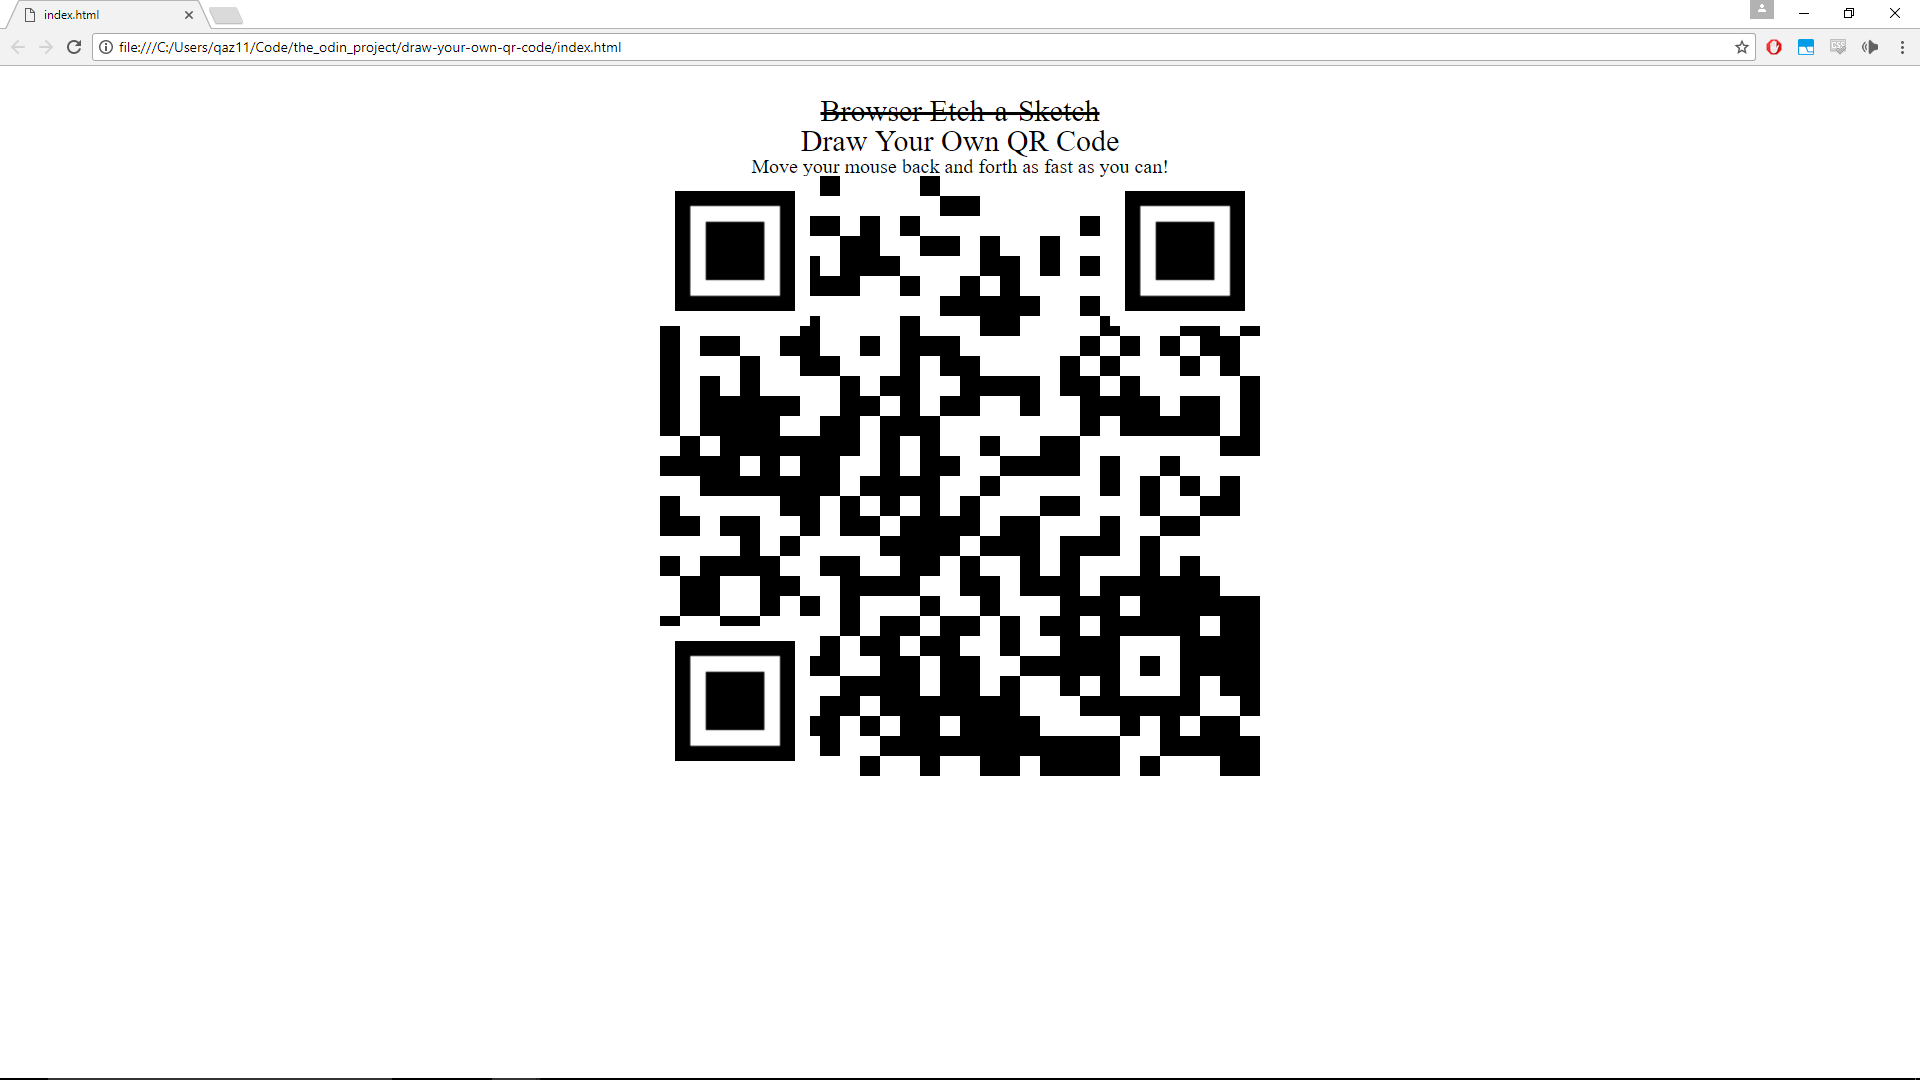 index.html
file:///C:/Users/qaz11/Code/the_odin_project/draw-your-own-qr-code/index.html
Browser Etch-a-Sketch
Draw Your Own QR Code
Move your mouse back and forth as fast as you can!